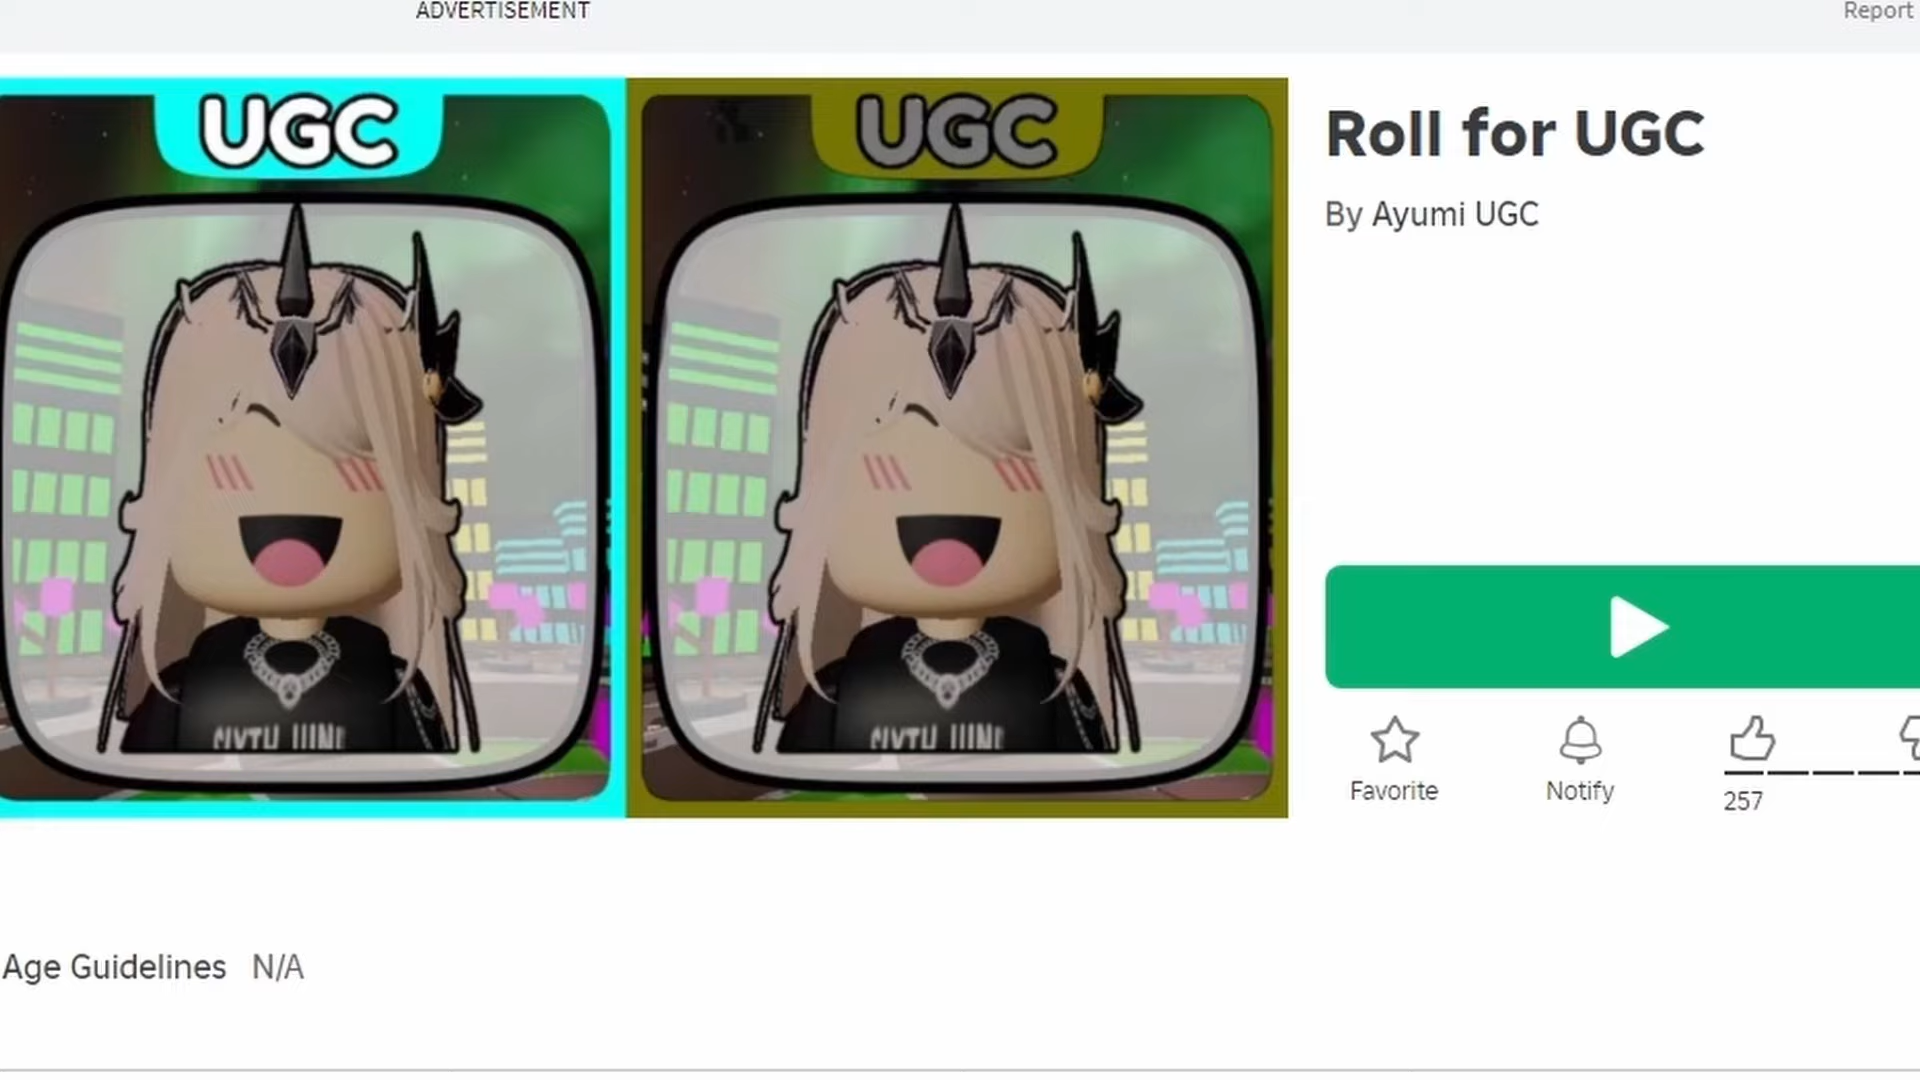 ADVERTISEMENT
Report
UGC
UGC
Roll for UGC
By Ayumi UGC
Favorite
Notify
257
Age Guidelines N/A